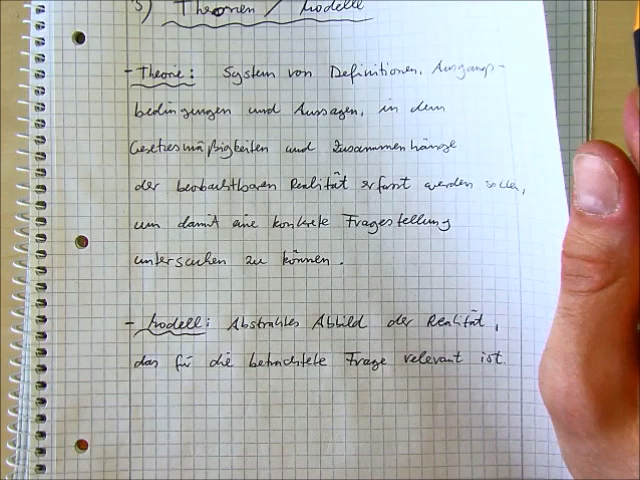 5) Theorien / Modelle
- Theorie: System von Definitionen, Ausgangs-
bedingungen und Aussagen, in dem
Gesetzesmäßigkeiten und Zusammenhänge
der beobachtbaren Realität erfasst werden sollen,
um damit eine konkrete Fragestellung
untersuchen zu können.
- Modell: Abstraktes Abbild der Realität,
das für die betrachtete Frage relevant ist.